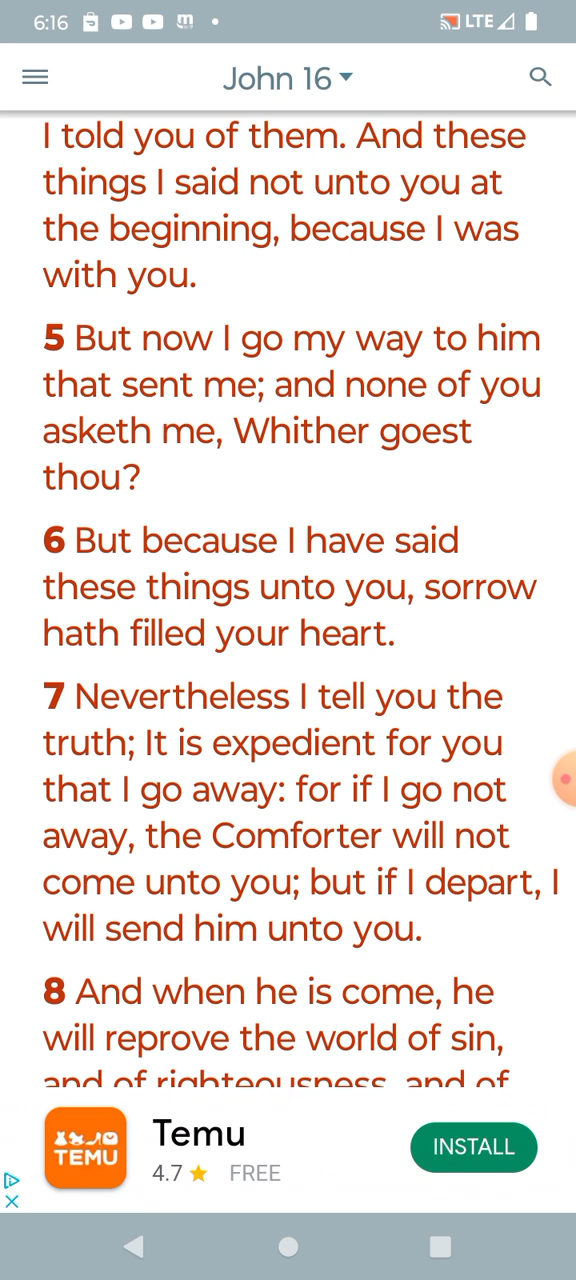 6:16
LTE
John 16
I told you of them. And these
things I said not unto you at
the beginning, because I was
with you.
5 But now I go my way to him
that sent me; and none of you
asketh me, Whither goest
thou?
6 But because I have said
these things unto you, sorrow
hath filled your heart.
7 Nevertheless I tell you the
truth; It is expedient for you
that I go away: for if I go not
away, the Comforter will not
come unto you; but if I depart, I
will send him unto you.
8 And when he is come, he
will reprove the world of sin,
and of righteousness, and of
TEMU
Temu
4.7 FREE
INSTALL